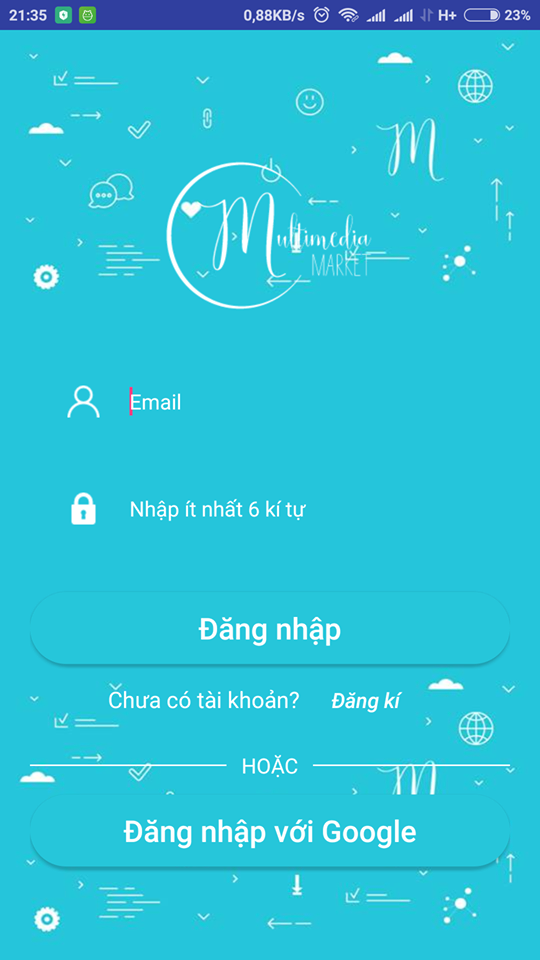 21:35 0,88KB/s H+ 23%
M
Multimedia
MARKET
Email
Nhập ít nhất 6 kí tự
Đăng nhập
Chưa có tài khoản? Đăng kí
HOẶC
M
Đăng nhập với Google